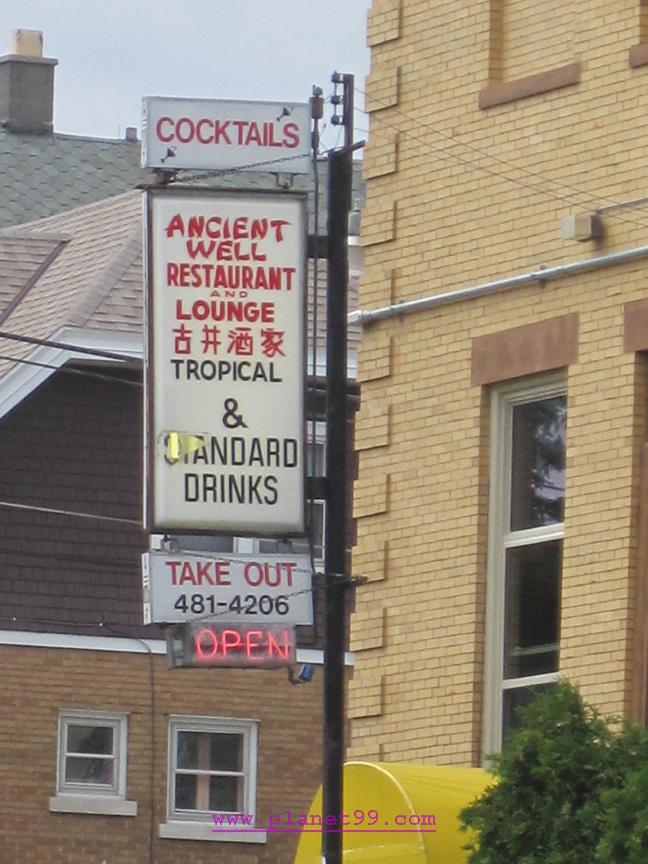 COCKTAILS
ANCIENT
WELL
RESTAURANT
AND
LOUNGE
古井酒家
TROPICAL
&
STANDARD
DRINKS
TAKE OUT
481-4206
OPEN
www.planet99.com